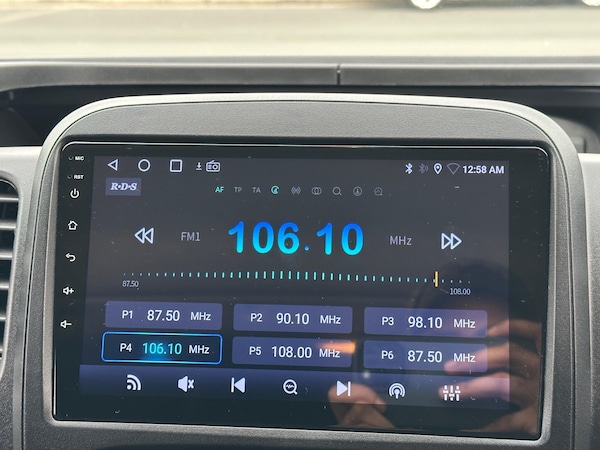 MIC
RST
12:58 AM
R·D·S
AF TP TA
FM1 106.10 MHz
87.50 108.00
P1 87.50 MHz P2 90.10 MHz P3 98.10 MHz
P4 106.10 MHz P5 108.00 MHz P6 87.50 MHz